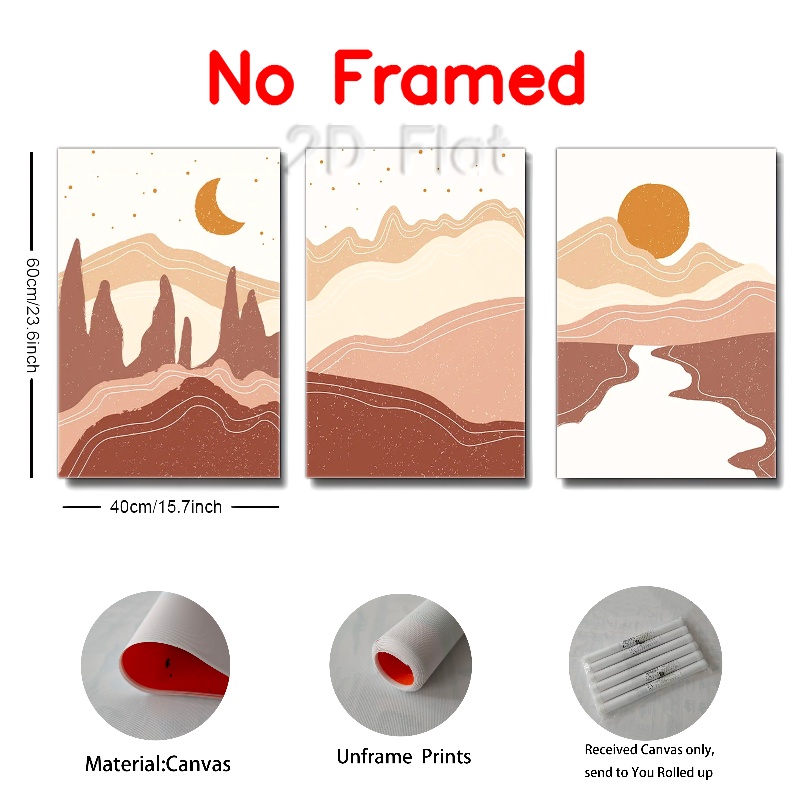 No Framed
2D Flat
60cm/23.6inch
40cm/15.7inch
Material:Canvas
Unframe Prints
Received Canvas only,
send to You Rolled up